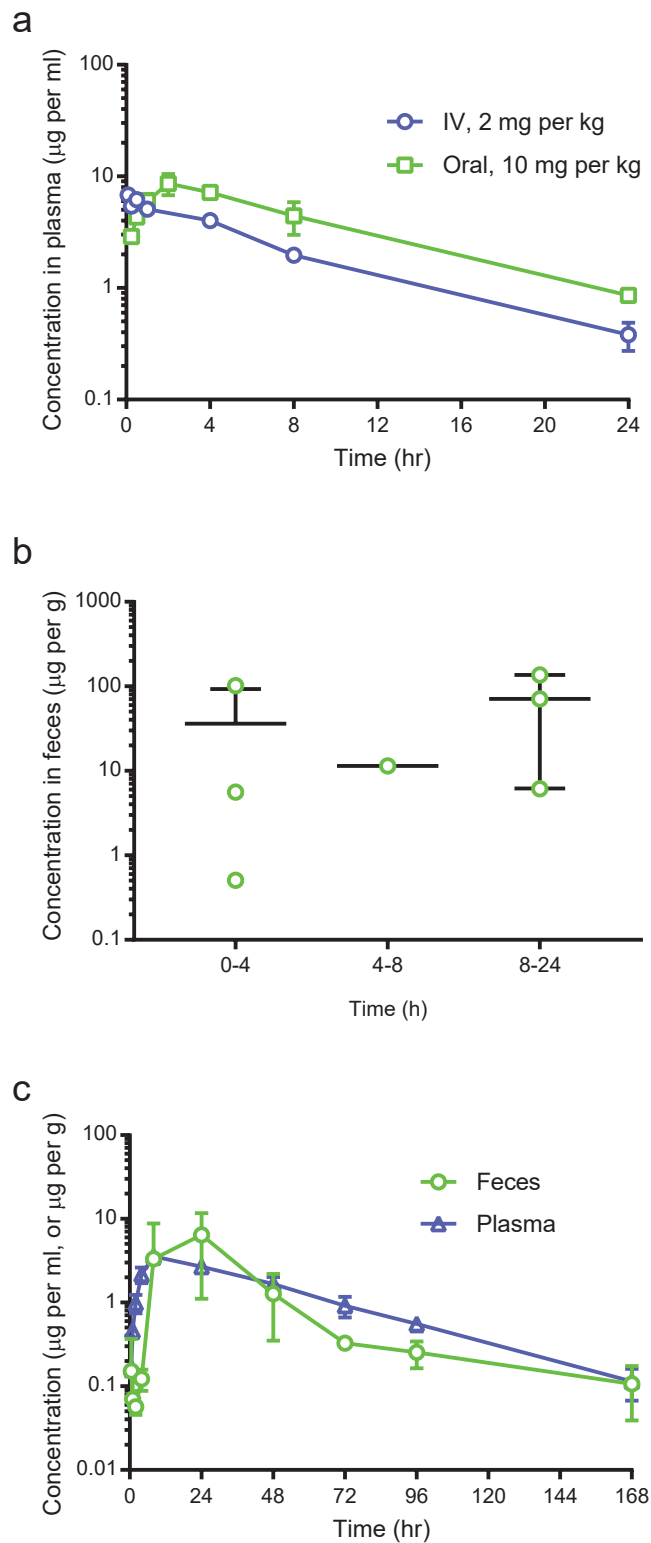 a
Concentration in plasma (μg per ml)
100
10
1
0.1
IV, 2 mg per kg
Oral, 10 mg per kg
0 4 8 12 16 20 24
Time (hr)
b
Concentration in feces (μg per g)
1000
100
10
1
0.1
0-4 4-8 8-24
Time (h)
c
Concentration (μg per ml, or μg per g)
100
10
1
0.1
0.01
Feces
Plasma
0 24 48 72 96 120 144 168
Time (hr)